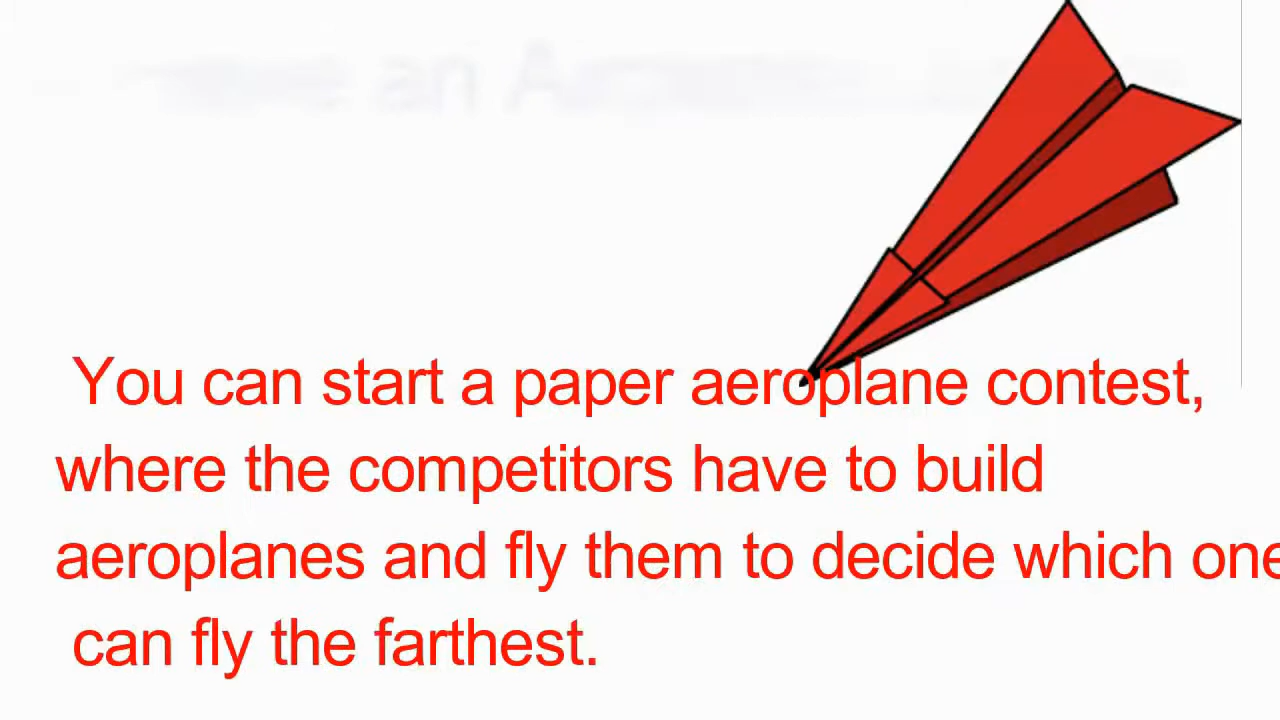 You can start a paper aeroplane contest,
where the competitors have to build
aeroplanes and fly them to decide which one
can fly the farthest.